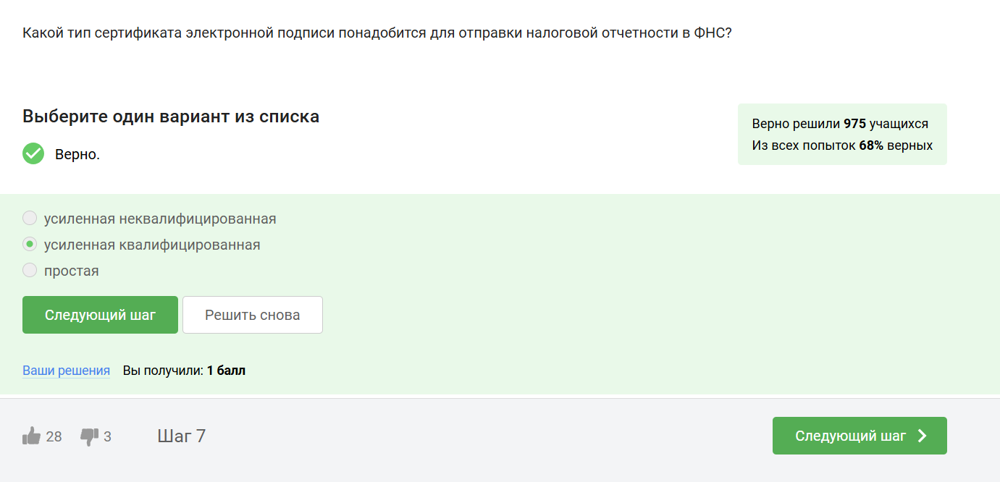 Какой тип сертификата электронной подписи понадобится для отправки налоговой отчетности в ФНС?
Выберите один вариант из списка
Верно.
Верно решили 975 учащихся
Из всех попыток 68% верных
усиленная неквалифицированная
усиленная квалифицированная
простая
Следующий шаг
Решить снова
Ваши решения Вы получили: 1 балл
28 3 Шаг 7
Следующий шаг